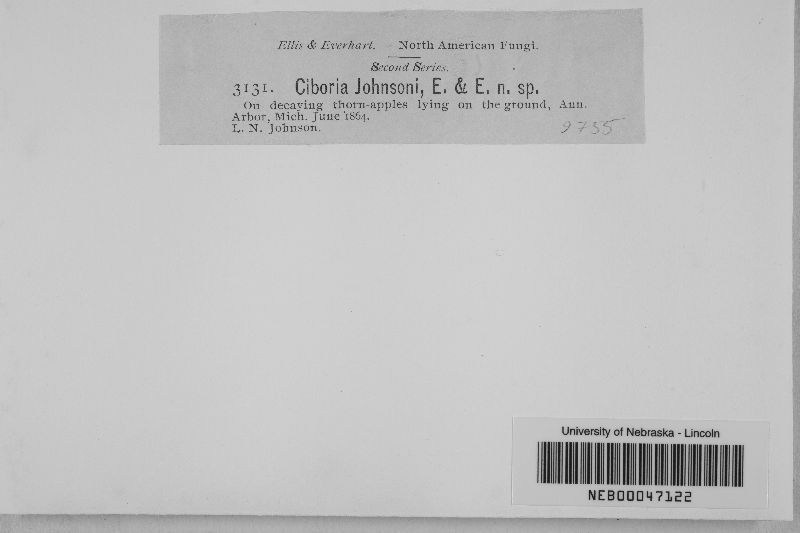 Ellis & Everhart. — North American Fungi.
Second Series.
3131. Ciboria Johnsoni, E. & E. n. sp.
On decaying thorn-apples lying on the ground, Ann.
Arbor, Mich. June 1864.
L. N. Johnson.
9755
University of Nebraska - Lincoln
NEB00047122